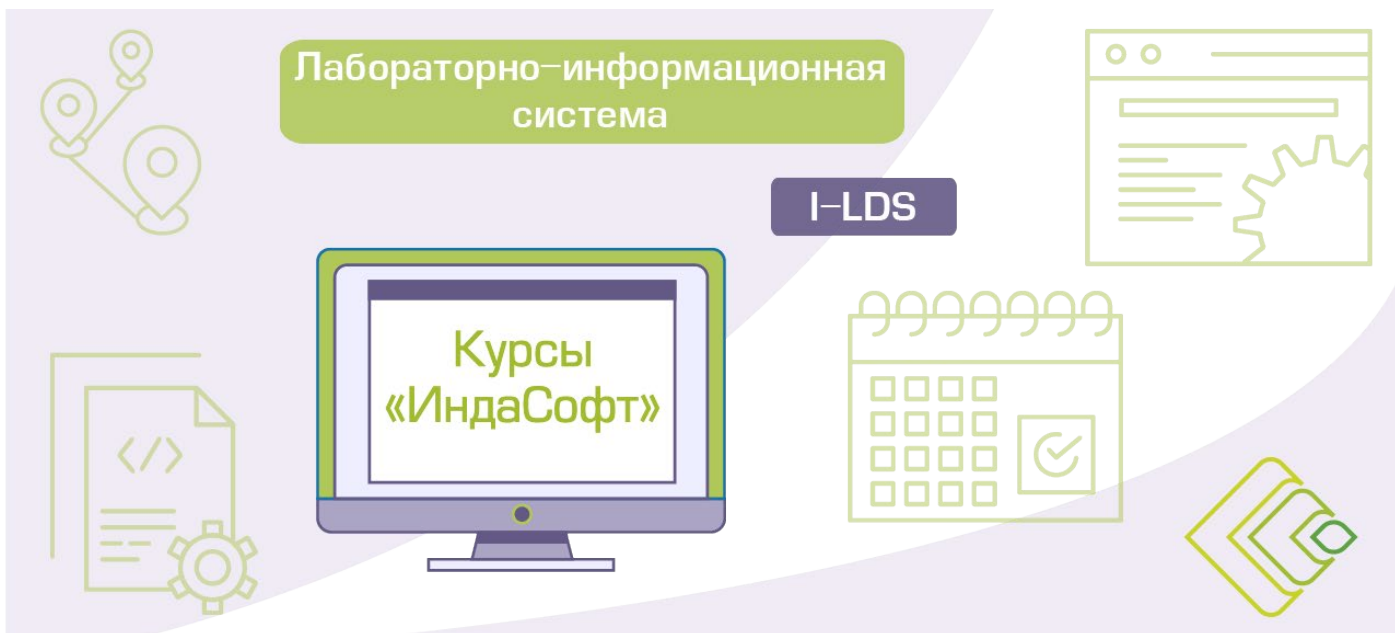 Лабораторно-информационная
система
I-LDS
Курсы
«ИндаСофт»
</>